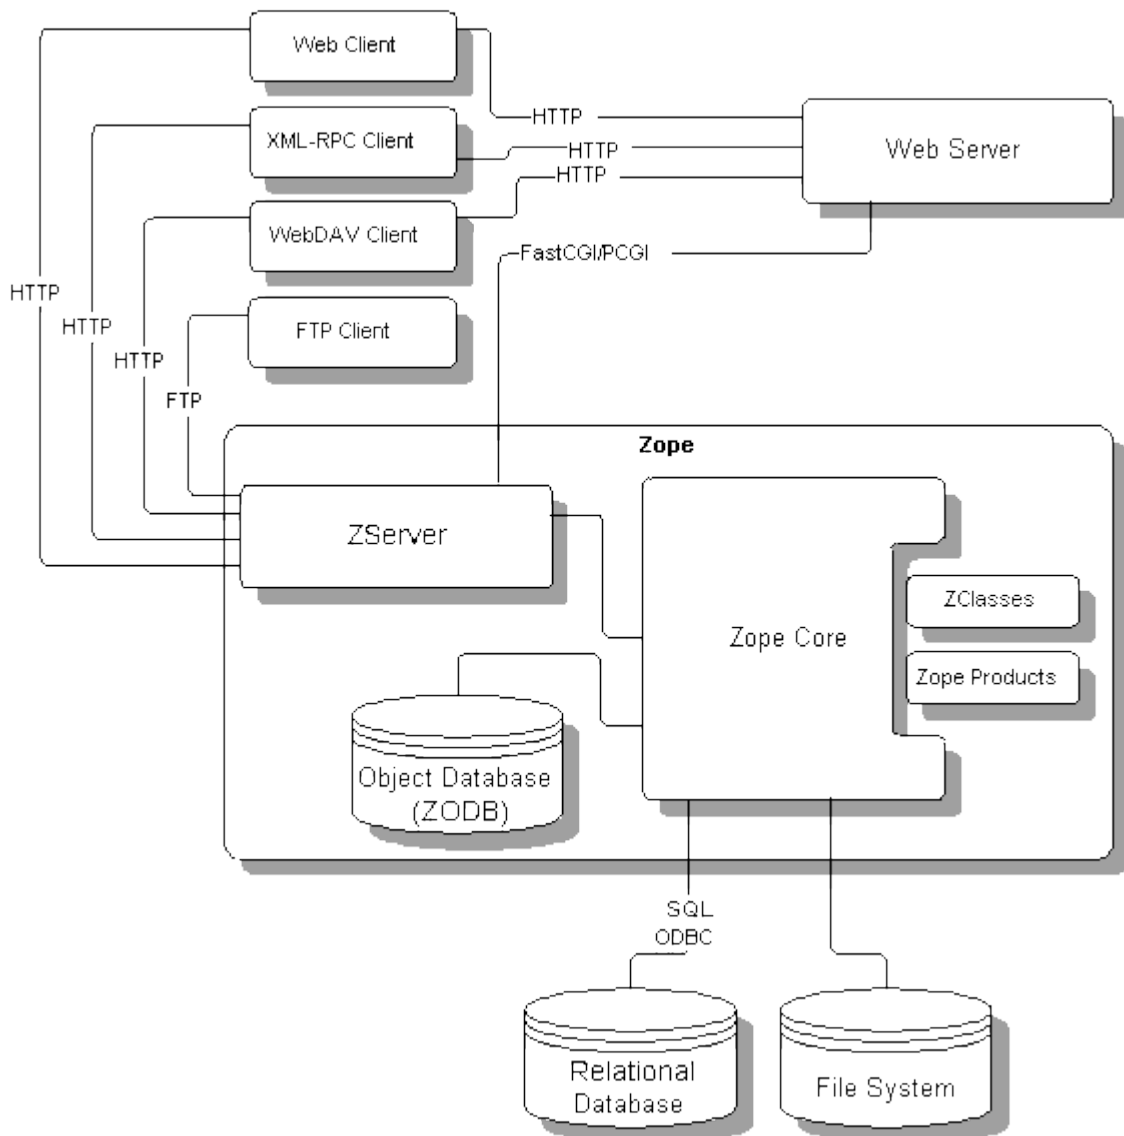 Web Client
HTTP
XML-RPC Client
HTTP
Web Server
HTTP
WebDAV Client
FastCGI/PCGI
HTTP
HTTP
FTP Client
HTTP
FTP
Zope
ZServer
ZClasses
Zope Core
Zope Products
Object Database
(ZODB)
SQL
ODBC
Relational
Database
File System